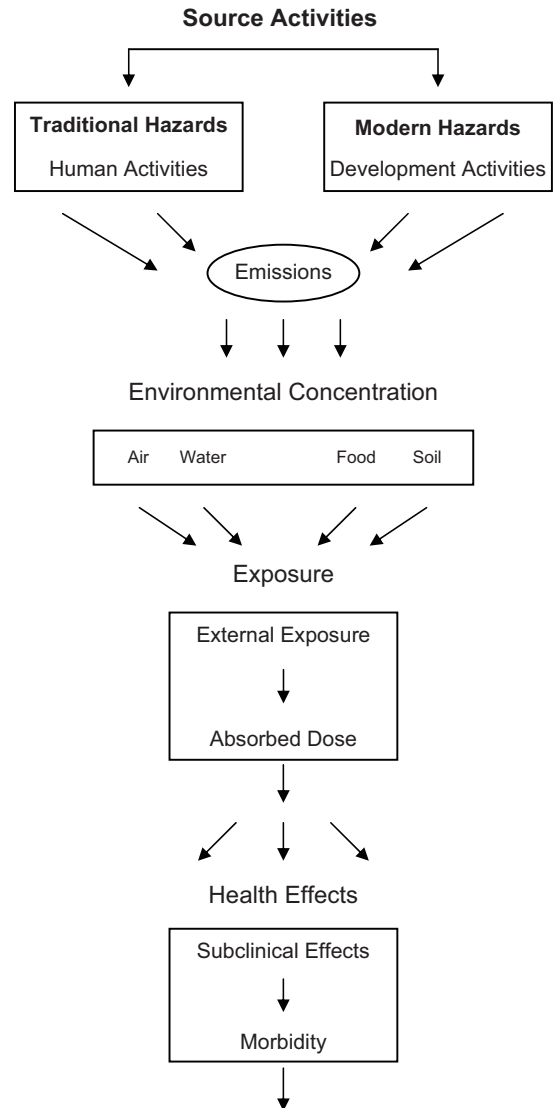 Source Activities
Traditional Hazards
Human Activities
Modern Hazards
Development Activities
Emissions
Environmental Concentration
Air Water Food Soil
Exposure
External Exposure
Absorbed Dose
Health Effects
Subclinical Effects
Morbidity